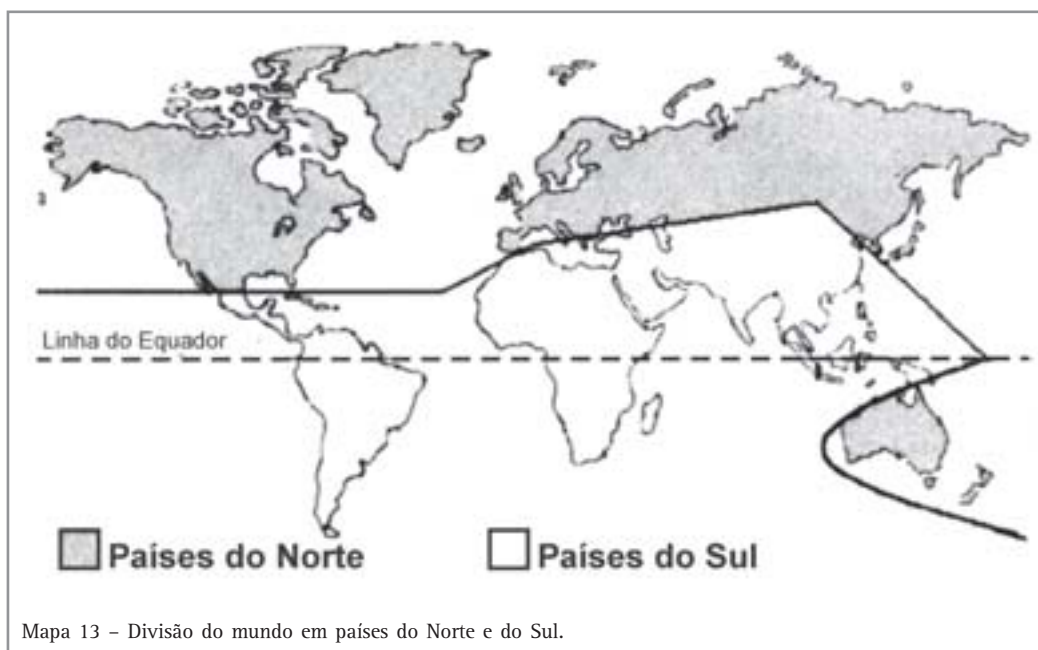 Linha do Equador
Países do Norte
Países do Sul
Mapa 13 – Divisão do mundo em países do Norte e do Sul.